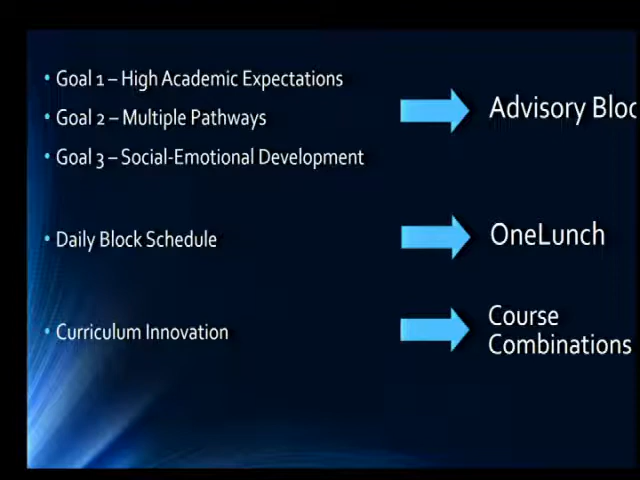 • Goal 1 – High Academic Expectations
• Goal 2 – Multiple Pathways
• Goal 3 – Social-Emotional Development
Advisory Bloc
• Daily Block Schedule
OneLunch
• Curriculum Innovation
Course
Combinations